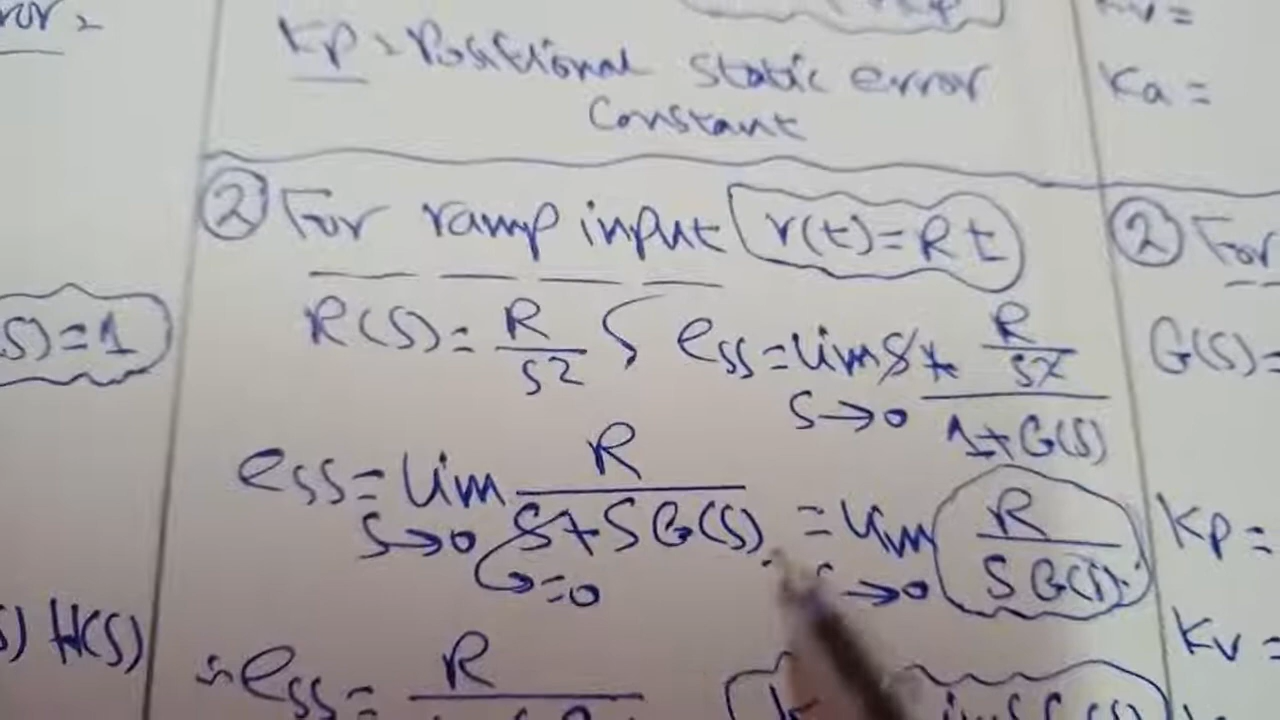 Kp = Positional static error
Constant
② For ramp input r(t)=Rt
R(s) = R/s² , ess = lim s→0 s * (R/s²)/(1+G(s))
ess = lim s→0 R/(s+sG(s)) = lim s→0 R/(sG(s))
→=0
∴ ess = R
Kv =
Ka =
② For
G(s)=
Kp =
Kv =
(s)=1
H(s)